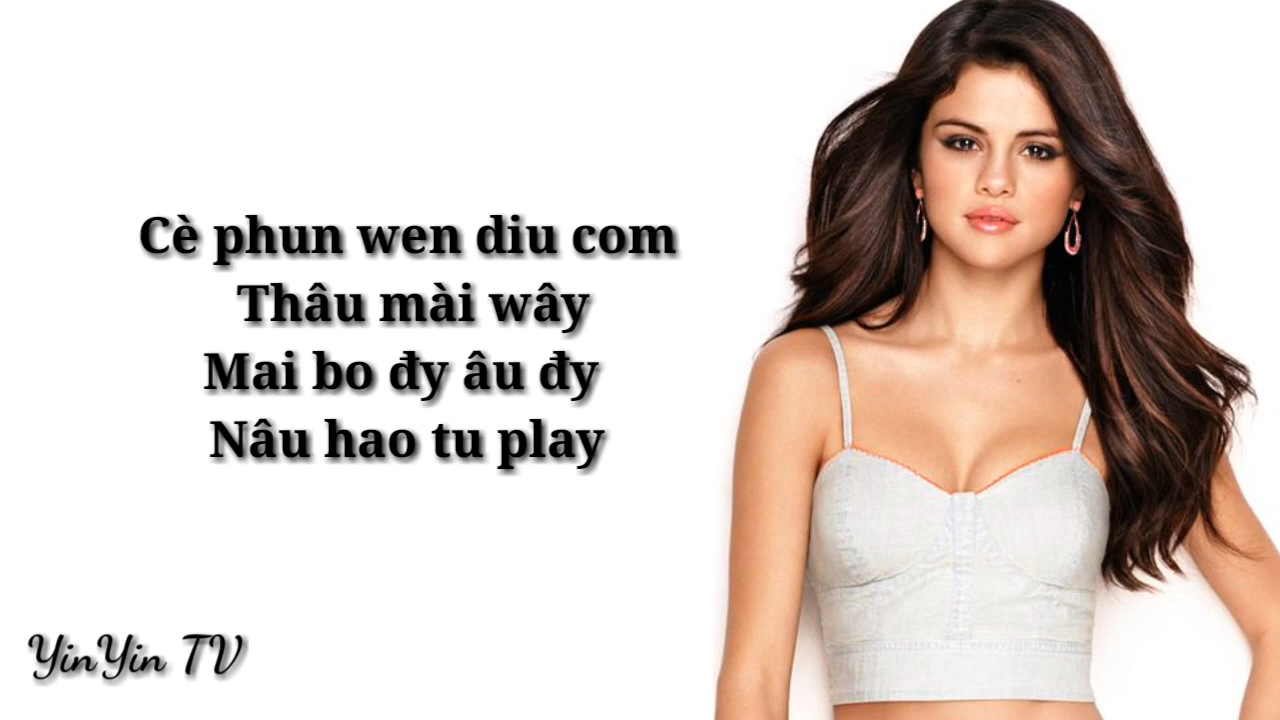 Cè phun wen diu com
Thâu mài wây
Mai bo đy âu đy
Nâu hao tu play
YinYin TV